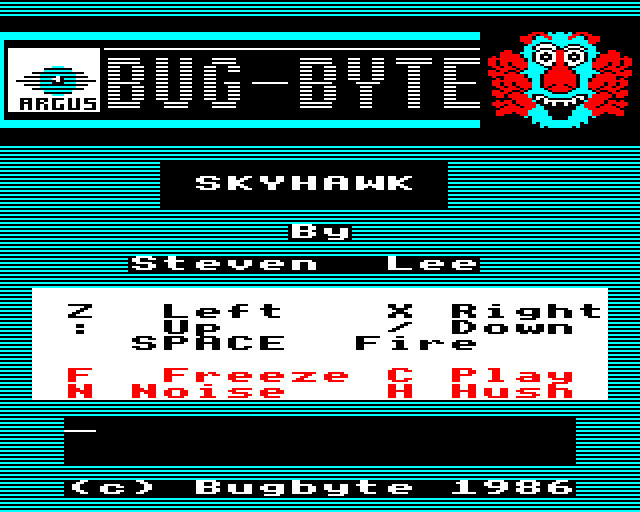 BUG-BYTE
ARGUS
SKYHAWK
By
Steven Lee
Z Left X Right
: Up / Down
SPACE Fire
F Freeze C Play
N Noise H Hush
(c) Bugbyte 1986